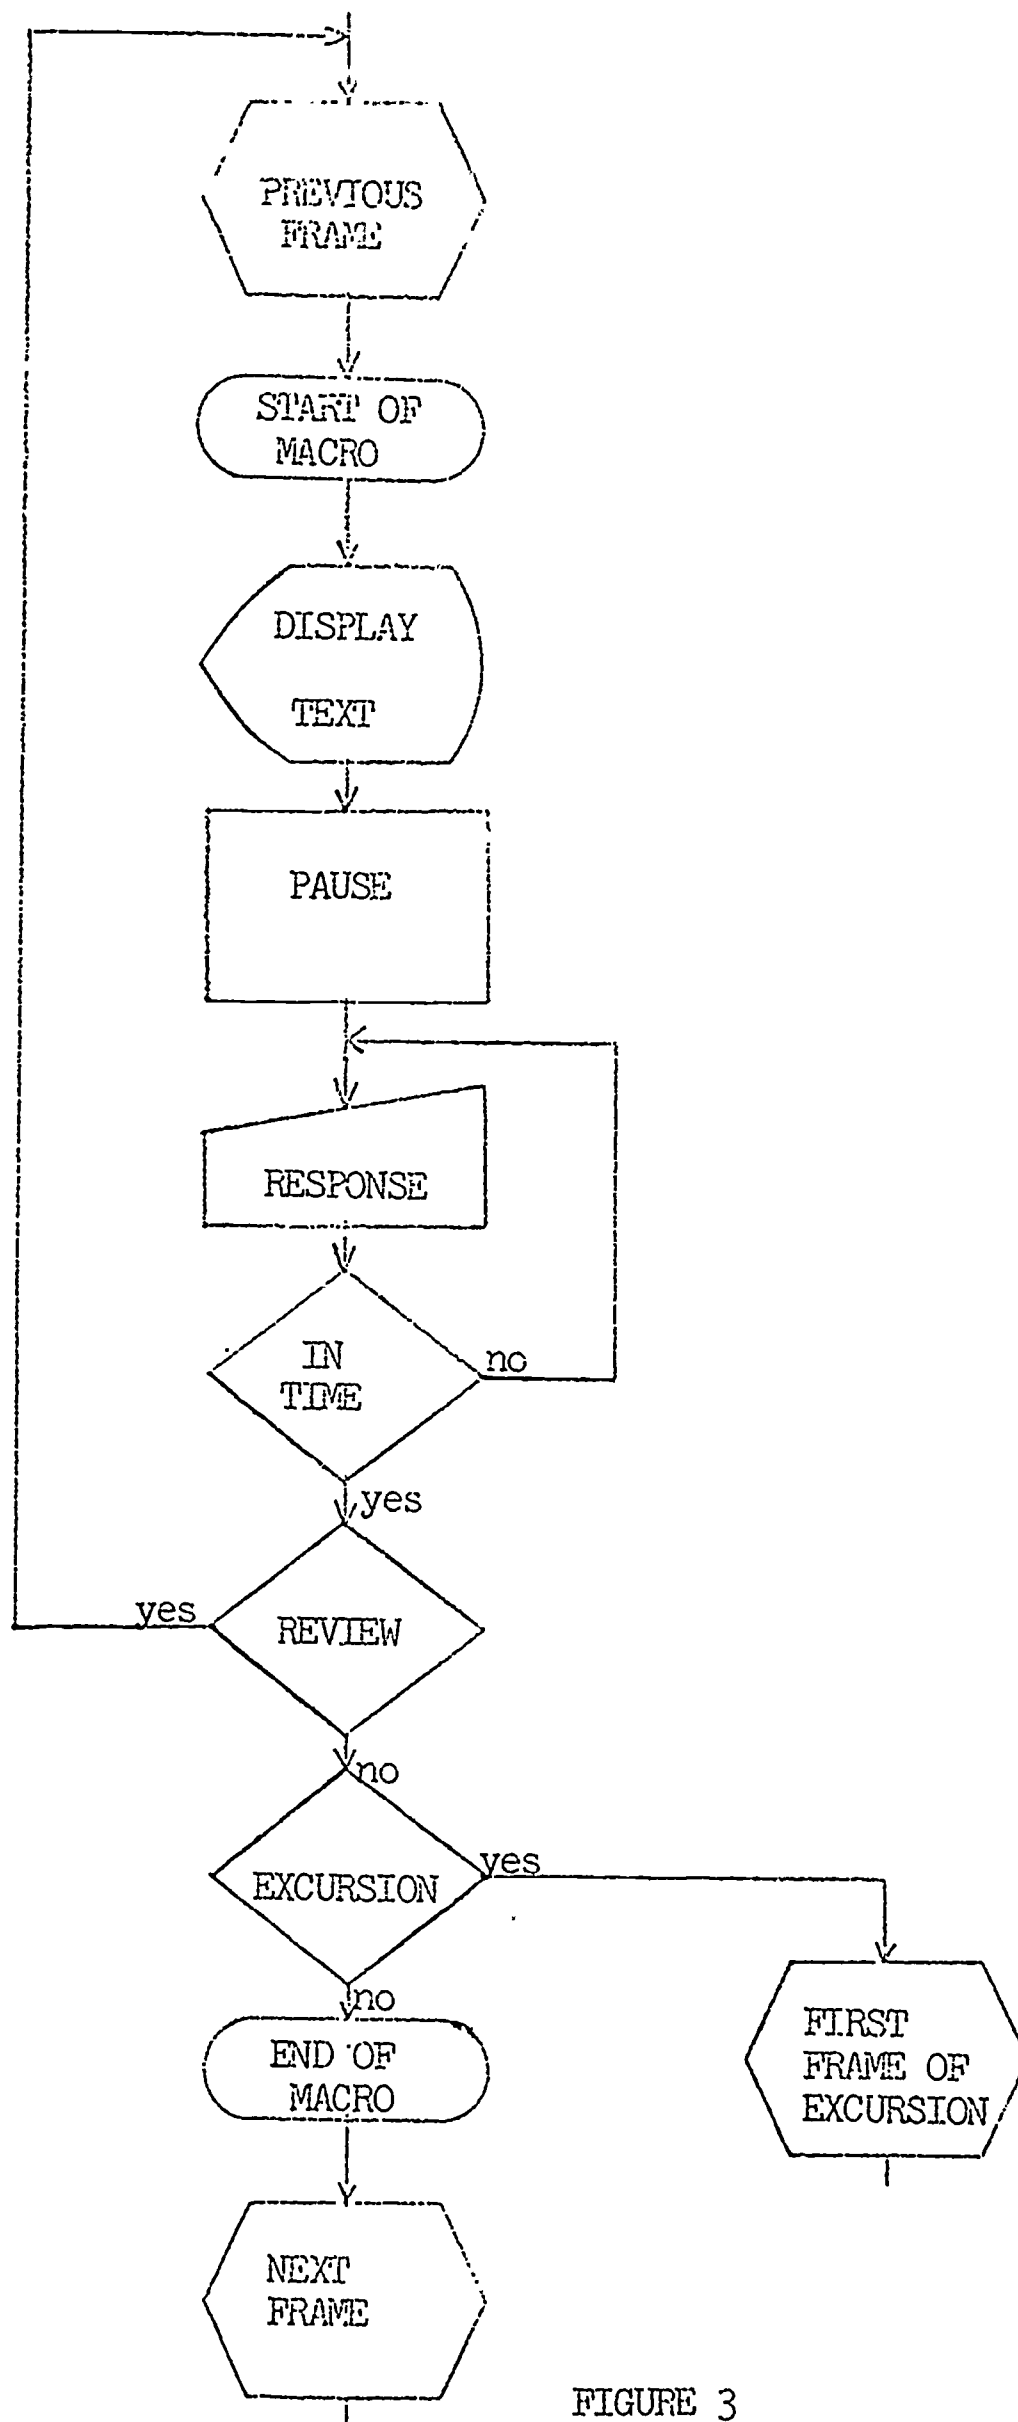 PREVIOUS
FRAME
START OF
MACRO
DISPLAY
TEXT
PAUSE
RESPONSE
IN
TIME
no
yes
REVIEW
yes
no
EXCURSION
yes
no
END OF
MACRO
FIRST
FRAME OF
EXCURSION
NEXT
FRAME
FIGURE 3